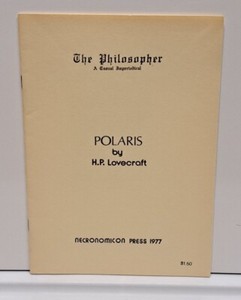 The Philosopher
POLARIS
by
H.P. Lovecraft
NECRONOMICON PRESS 1977